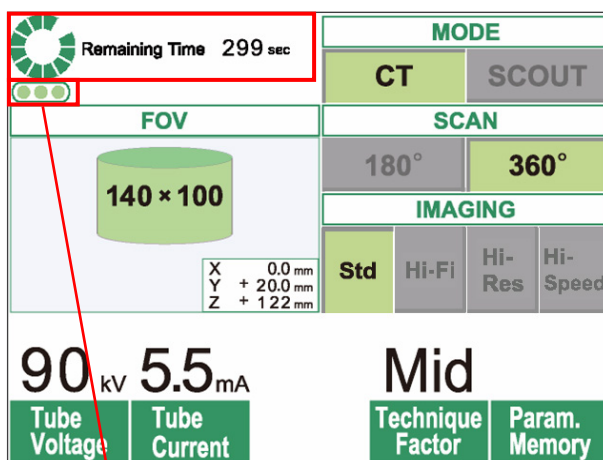 Remaining Time 299 sec
MODE
CT SCOUT
FOV
SCAN
140 × 100
180° 360°
IMAGING
X 0.0 mm
Y + 20.0 mm
Z + 122 mm
Std Hi-Fi Hi-Res Hi-Speed
90 kV 5.5 mA Mid
Tube Voltage
Tube Current
Technique Factor
Param. Memory